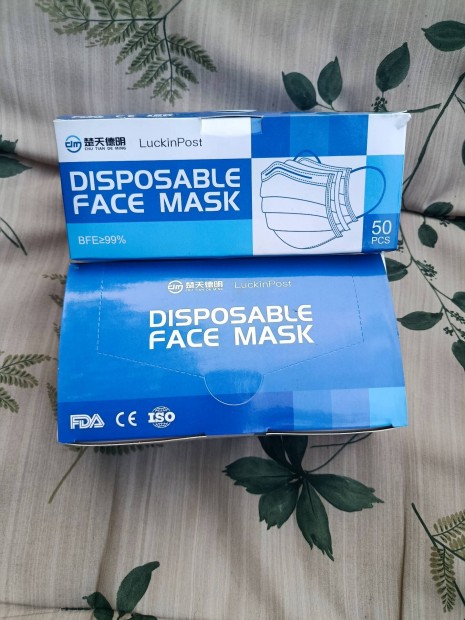 楚天德明
CHU TIAN DE MING
LuckinPost
DISPOSABLE
FACE MASK
BFE≥99%
50
PCS
楚天德明
LuckinPost
DISPOSABLE
FACE MASK
FDA CE ISO